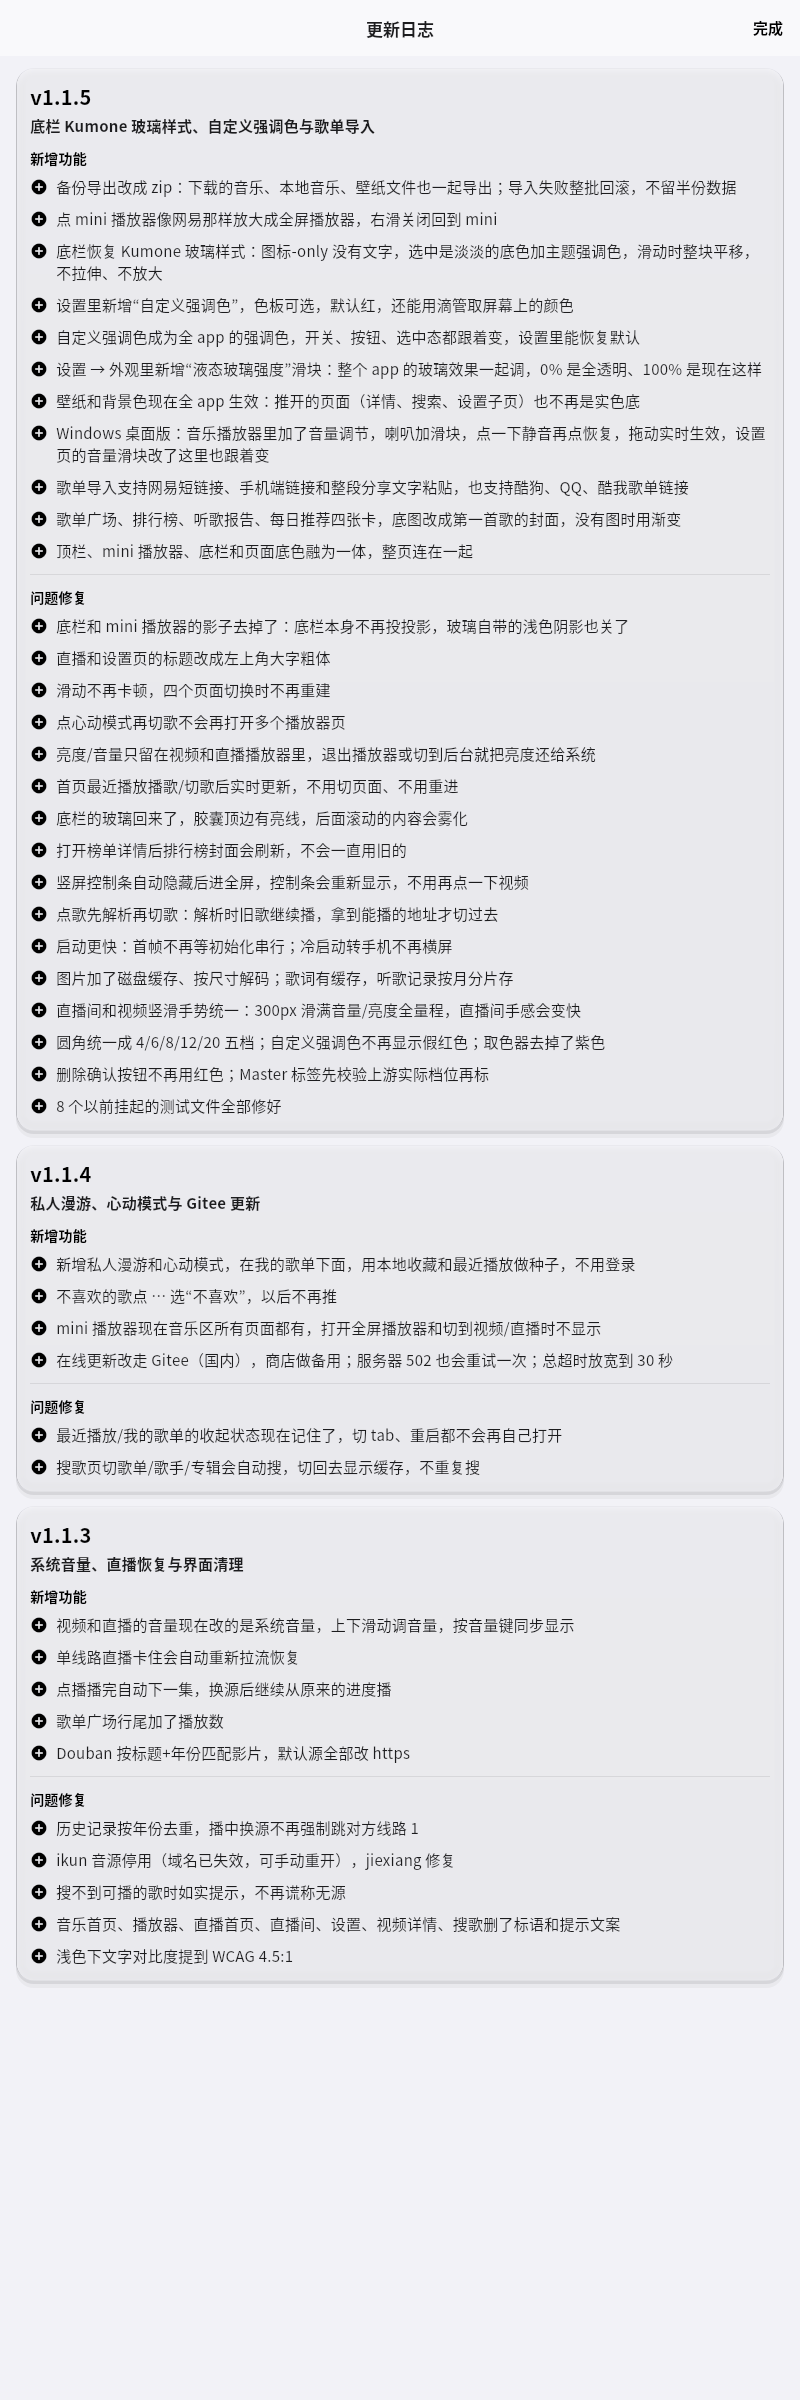 更新日志
完成
v1.1.5
底栏 Kumone 玻璃样式、自定义强调色与歌单导入
新增功能
备份导出改成 zip：下载的音乐、本地音乐、壁纸文件也一起导出；导入失败整批回滚，不留半份数据
点 mini 播放器像网易那样放大成全屏播放器，右滑关闭回到 mini
底栏恢复 Kumone 玻璃样式：图标-only 没有文字，选中是淡淡的底色加主题强调色，滑动时整块平移，
不拉伸、不放大
设置里新增“自定义强调色”，色板可选，默认红，还能用滴管取屏幕上的颜色
自定义强调色成为全 app 的强调色，开关、按钮、选中态都跟着变，设置里能恢复默认
设置 → 外观里新增“液态玻璃强度”滑块：整个 app 的玻璃效果一起调，0% 是全透明、100% 是现在这样
壁纸和背景色现在全 app 生效：推开的页面（详情、搜索、设置子页）也不再是实色底
Windows 桌面版：音乐播放器里加了音量调节，喇叭加滑块，点一下静音再点恢复，拖动实时生效，设置
页的音量滑块改了这里也跟着变
歌单导入支持网易短链接、手机端链接和整段分享文字粘贴，也支持酷狗、QQ、酷我歌单链接
歌单广场、排行榜、听歌报告、每日推荐四张卡，底图改成第一首歌的封面，没有图时用渐变
顶栏、mini 播放器、底栏和页面底色融为一体，整页连在一起
问题修复
底栏和 mini 播放器的影子去掉了：底栏本身不再投投影，玻璃自带的浅色阴影也关了
直播和设置页的标题改成左上角大字粗体
滑动不再卡顿，四个页面切换时不再重建
点心动模式再切歌不会再打开多个播放器页
亮度/音量只留在视频和直播播放器里，退出播放器或切到后台就把亮度还给系统
首页最近播放播歌/切歌后实时更新，不用切页面、不用重进
底栏的玻璃回来了，胶囊顶边有亮线，后面滚动的内容会雾化
打开榜单详情后排行榜封面会刷新，不会一直用旧的
竖屏控制条自动隐藏后进全屏，控制条会重新显示，不用再点一下视频
点歌先解析再切歌：解析时旧歌继续播，拿到能播的地址才切过去
启动更快：首帧不再等初始化串行；冷启动转手机不再横屏
图片加了磁盘缓存、按尺寸解码；歌词有缓存，听歌记录按月分片存
直播间和视频竖滑手势统一：300px 滑满音量/亮度全量程，直播间手感会变快
圆角统一成 4/6/8/12/20 五档；自定义强调色不再显示假红色；取色器去掉了紫色
删除确认按钮不再用红色；Master 标签先校验上游实际档位再标
8 个以前挂起的测试文件全部修好
v1.1.4
私人漫游、心动模式与 Gitee 更新
新增功能
新增私人漫游和心动模式，在我的歌单下面，用本地收藏和最近播放做种子，不用登录
不喜欢的歌点 … 选“不喜欢”，以后不再推
mini 播放器现在音乐区所有页面都有，打开全屏播放器和切到视频/直播时不显示
在线更新改走 Gitee（国内），商店做备用；服务器 502 也会重试一次；总超时放宽到 30 秒
问题修复
最近播放/我的歌单的收起状态现在记住了，切 tab、重启都不会再自己打开
搜歌页切歌单/歌手/专辑会自动搜，切回去显示缓存，不重复搜
v1.1.3
系统音量、直播恢复与界面清理
新增功能
视频和直播的音量现在改的是系统音量，上下滑动调音量，按音量键同步显示
单线路直播卡住会自动重新拉流恢复
点播播完自动下一集，换源后继续从原来的进度播
歌单广场行尾加了播放数
Douban 按标题+年份匹配影片，默认源全部改 https
问题修复
历史记录按年份去重，播中换源不再强制跳对方线路 1
ikun 音源停用（域名已失效，可手动重开），jiexiang 修复
搜不到可播的歌时如实提示，不再谎称无源
音乐首页、播放器、直播首页、直播间、设置、视频详情、搜歌删了标语和提示文案
浅色下文字对比度提到 WCAG 4.5:1